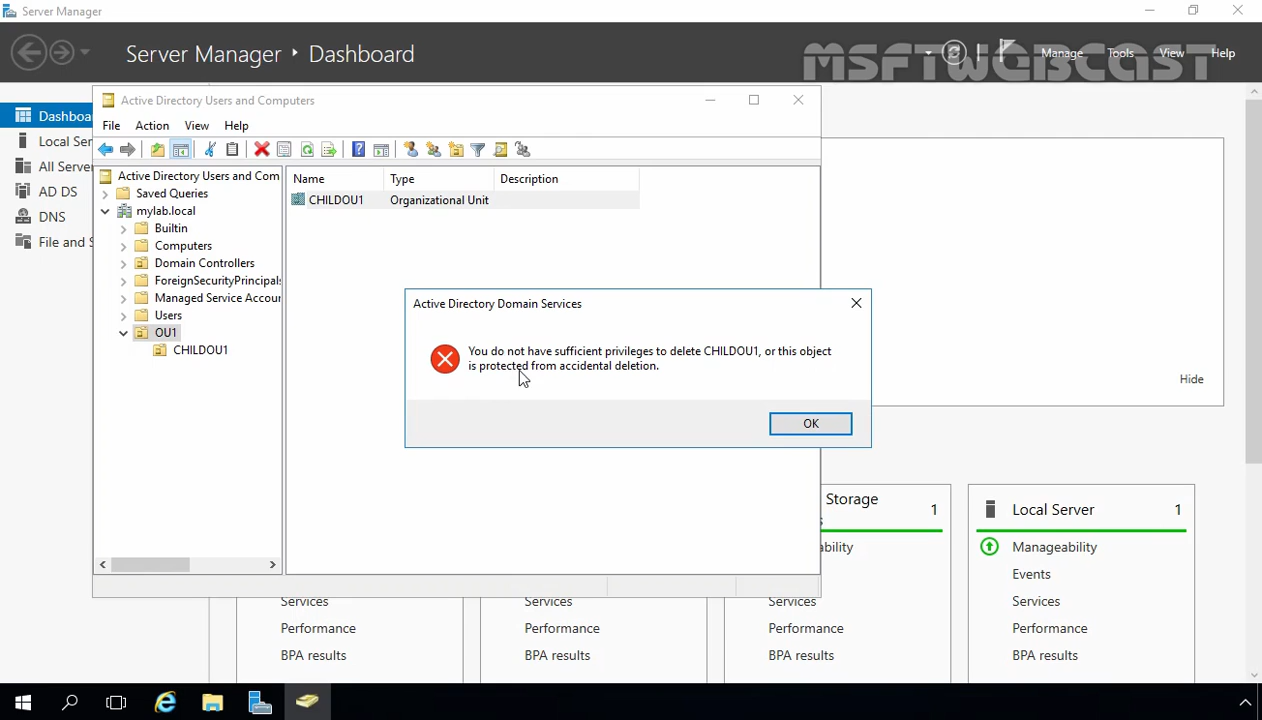 Server Manager
Server Manager
Dashboard
MSFTWEBCAST
Manage
Tools
View
Help
Local Ser
All Server
AD DS
DNS
File and S
Active Directory Users and Computers
File
Action
View
Help
Active Directory Users and Com
Saved Queries
mylab.local
Builtin
Computers
Domain Controllers
ForeignSecurityPrincipals
Managed Service Accour
Users
OU1
CHILDOU1
Name
Type
Description
CHILDOU1
Organizational Unit
Active Directory Domain Services
You do not have sufficient privileges to delete CHILDOU1, or this object
is protected from accidental deletion.
OK
Hide
Storage
1
Local Server
1
Manageability
Events
Services
Services
Services
Services
Performance
Performance
Performance
Performance
BPA results
BPA results
BPA results
BPA results